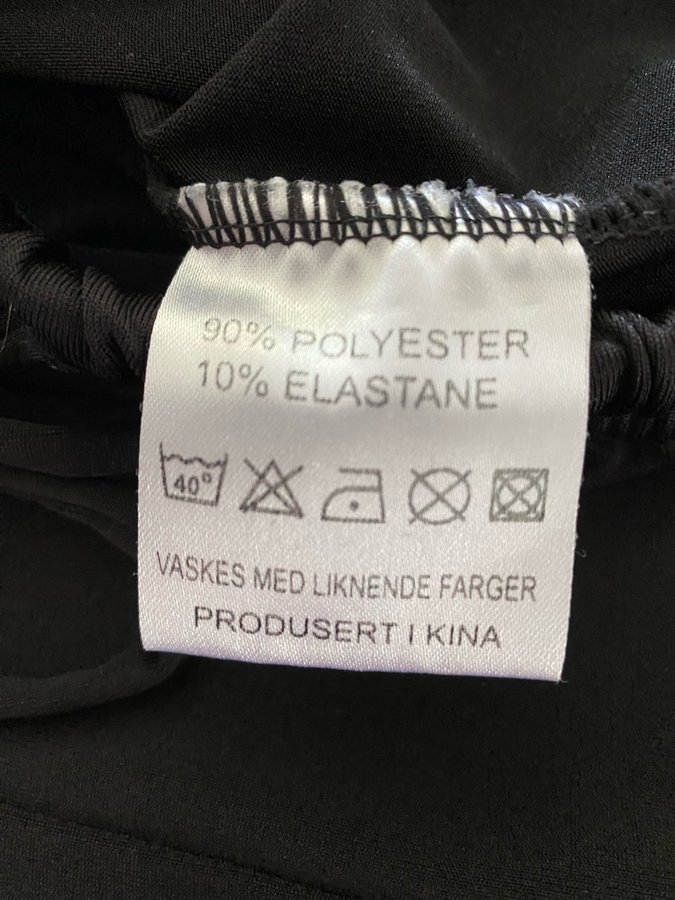 90% POLYESTER
10% ELASTANE
40°
VASKES MED LIKNENDE FARGER
PRODUSERT I KINA